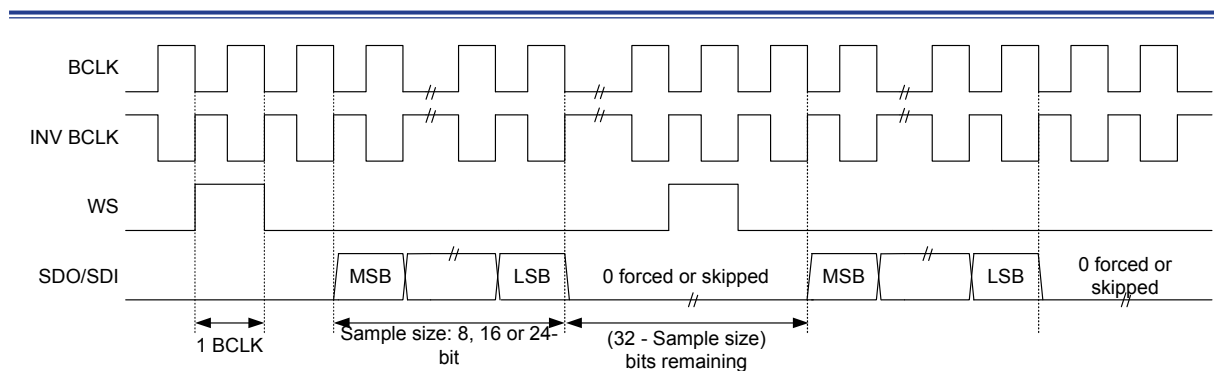 BCLK
INV BCLK
WS
SDO/SDI
MSB
LSB
0 forced or skipped
MSB
LSB
0 forced or
skipped
1 BCLK
Sample size: 8, 16 or 24-
bit
(32 - Sample size)
bits remaining